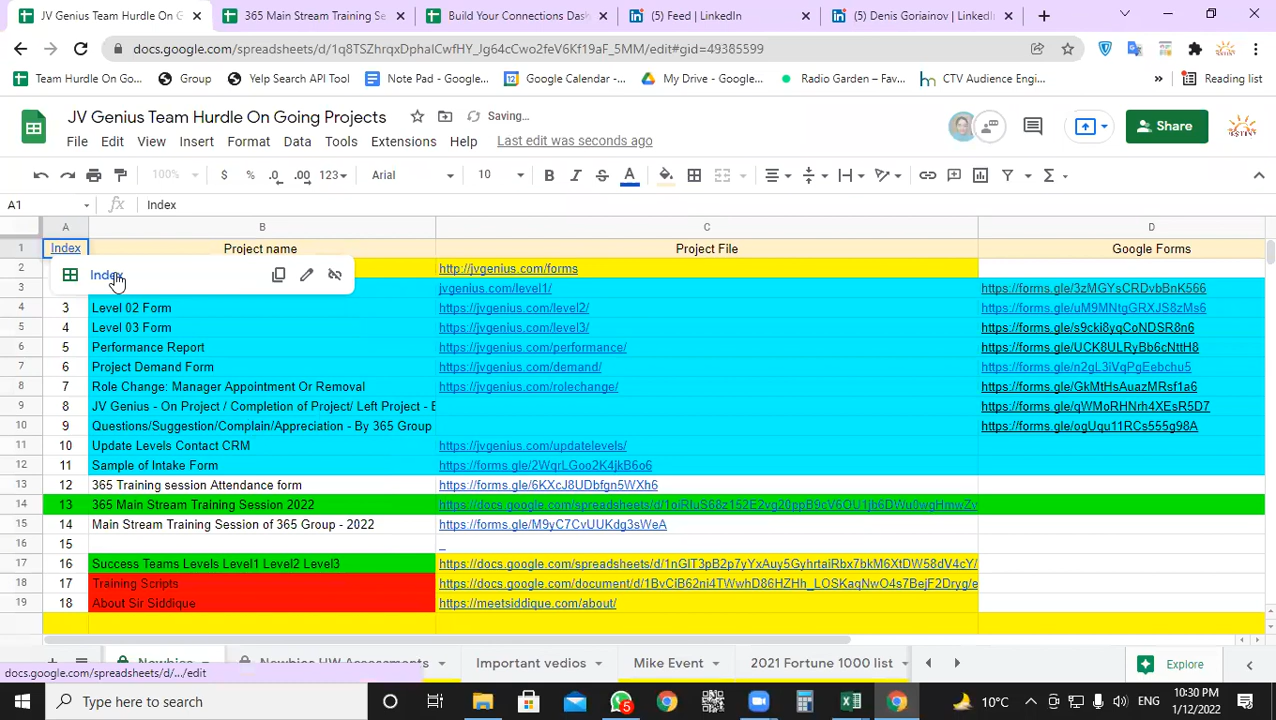 JV Genius Team Hurdle On G
365 Main Stream Training Se
Build Your Connections Das
(5) Feed | LinkedIn
(5) Denis Goriainov | LinkedIn
docs.google.com/spreadsheets/d/1q8TSZhrqxDphaICwfHY_Jg64cCwo2feV6Kf19aF_5MM/edit#gid=49385599
Team Hurdle On Go...
Group
Yelp Search API Tool
Note Pad - Google...
Google Calendar -...
My Drive - Google...
Radio Garden – Fav...
CTV Audience Engi...
»
Reading list
JV Genius Team Hurdle On Going Projects
Saving...
Share
File Edit View Insert Format Data Tools Extensions Help Last edit was seconds ago
100% $ % .0 .00 123 Arial 10 B I S A
A1 fx Index
A B C D
1 Index Project name Project File Google Forms
2 http://jvgenius.com/forms
Index
3 jvgenius.com/level1/ https://forms.gle/3zMGYsCRDvbBnK566
4 3 Level 02 Form https://jvgenius.com/level2/ https://forms.gle/uM9MNtgGRXJS8zMs6
5 4 Level 03 Form https://jvgenius.com/level3/ https://forms.gle/s9cki8yqCoNDSR8n6
6 5 Performance Report https://jvgenius.com/performance/ https://forms.gle/UCK8ULRyBb6cNttH8
7 6 Project Demand Form https://jvgenius.com/demand/ https://forms.gle/n2gL3iVqPgEebchu5
8 7 Role Change: Manager Appointment Or Removal https://jvgenius.com/rolechange/ https://forms.gle/GkMtHsAuazMRsf1a6
9 8 JV Genius - On Project / Completion of Project/ Left Project - E https://forms.gle/qWMoRHNrh4XEsR5D7
10 9 Questions/Suggestion/Complain/Appreciation - By 365 Group https://forms.gle/ogUqu11RCs555g98A
11 10 Update Levels Contact CRM https://jvgenius.com/updatelevels/
12 11 Sample of Intake Form https://forms.gle/2WqrLGoo2K4jkB6o6
13 12 365 Training session Attendance form https://forms.gle/6KXcJ8UDbfgn5WXh6
14 13 365 Main Stream Training Session 2022
15 14 Main Stream Training Session of 365 Group - 2022 https://forms.gle/M9yC7CvUUKdg3sWeA
16 15
17 16 Success Teams Levels Level1 Level2 Level3 https://docs.google.com/spreadsheets/d/1nGIT3pB2p7yYxAuy5GyhrtaiRbx7bkM6XtDW58dV4cY/
18 17 Training Scripts https://docs.google.com/document/d/1BvCiB62ni4TWwhD86HZHh_LOSKaqNwO4s7BejF2Dryg/e
19 18 About Sir Siddique https://meetsiddique.com/about/
Newbies
Newbies HW Assessments
Important vedios
Mike Event
2021 Fortune 1000 list
Explore
docs.google.com/spreadsheets/d/.../edit
Type here to search
5
10°C
ENG
10:30 PM
1/12/2022